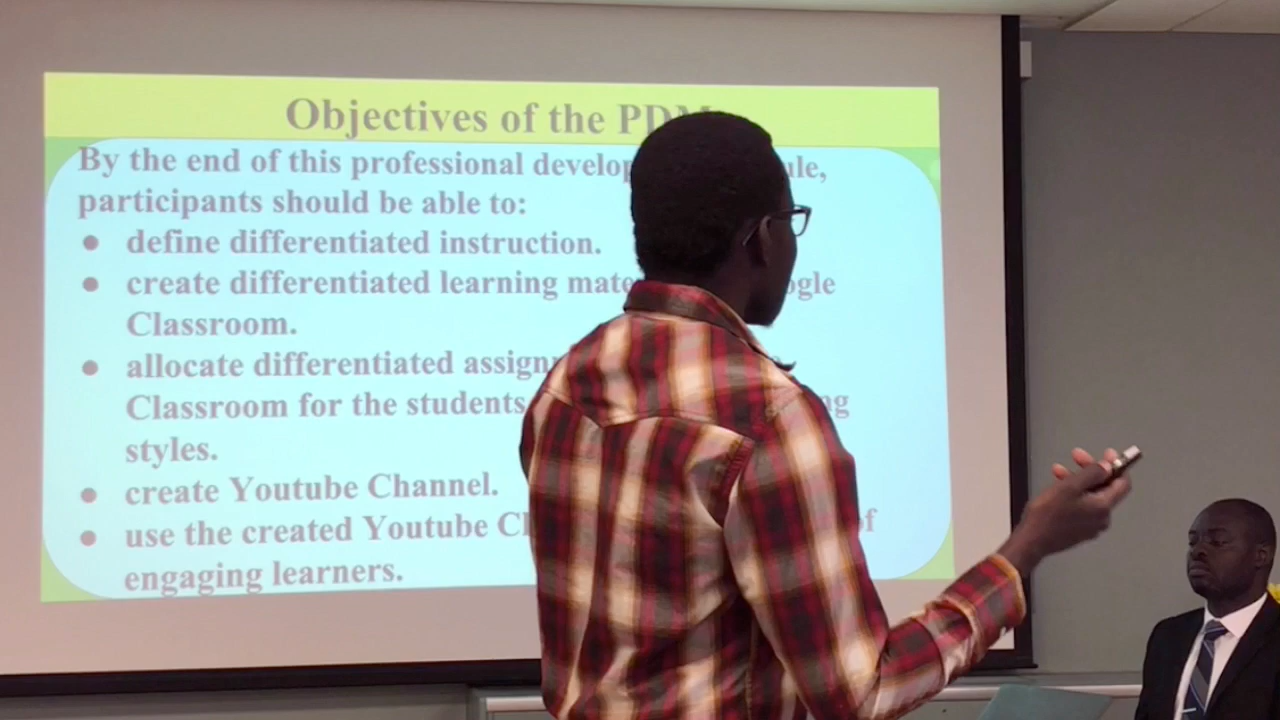 Objectives of the PDM
By the end of this professional develop ule,
participants should be able to:
● define differentiated instruction.
● create differentiated learning mate ogle
Classroom.
● allocate differentiated assign
Classroom for the students ng
styles.
● create Youtube Channel.
● use the created Youtube of
engaging learners.